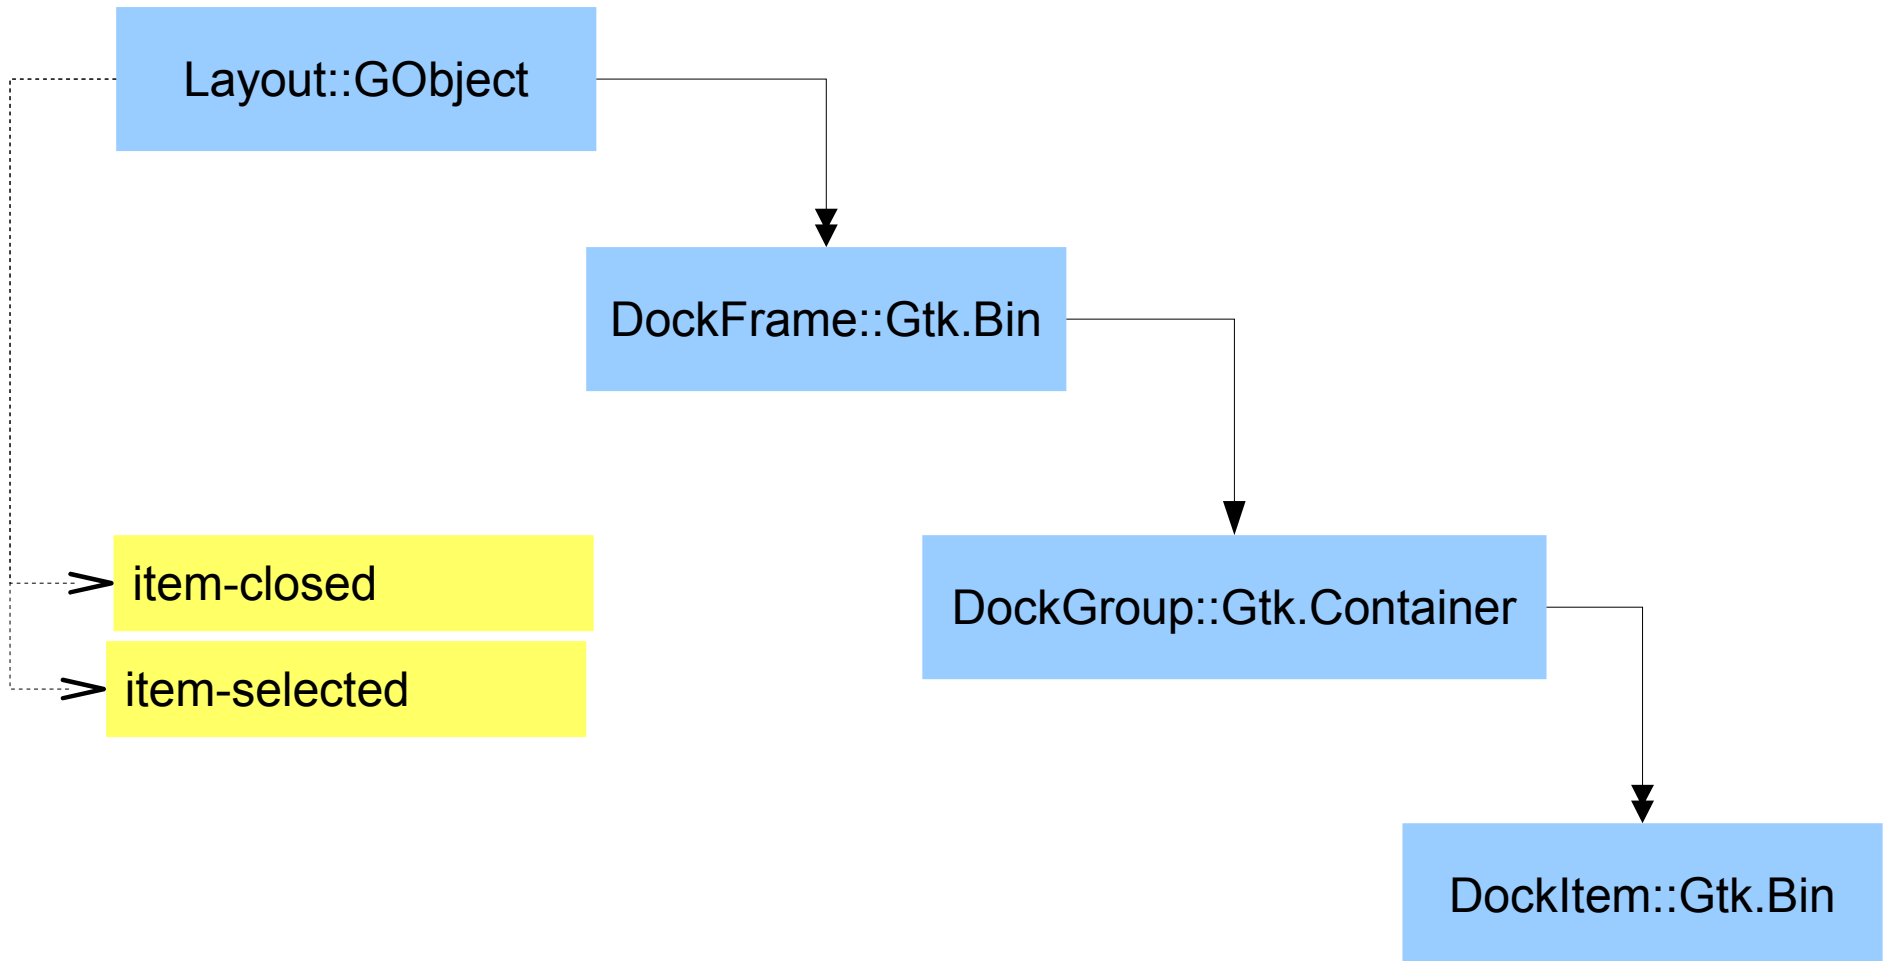 Layout::GObject
DockFrame::Gtk.Bin
item-closed
DockGroup::Gtk.Container
item-selected
DockItem::Gtk.Bin